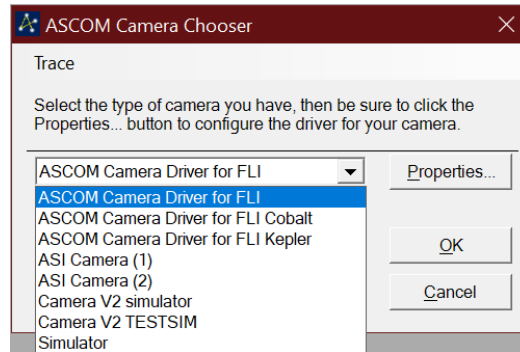 ASCOM Camera Chooser
Trace
Select the type of camera you have, then be sure to click the
Properties... button to configure the driver for your camera.
ASCOM Camera Driver for FLI
Properties...
ASCOM Camera Driver for FLI
ASCOM Camera Driver for FLI Cobalt
ASCOM Camera Driver for FLI Kepler
ASI Camera (1)
ASI Camera (2)
Camera V2 simulator
Camera V2 TESTSIM
Simulator
OK
Cancel